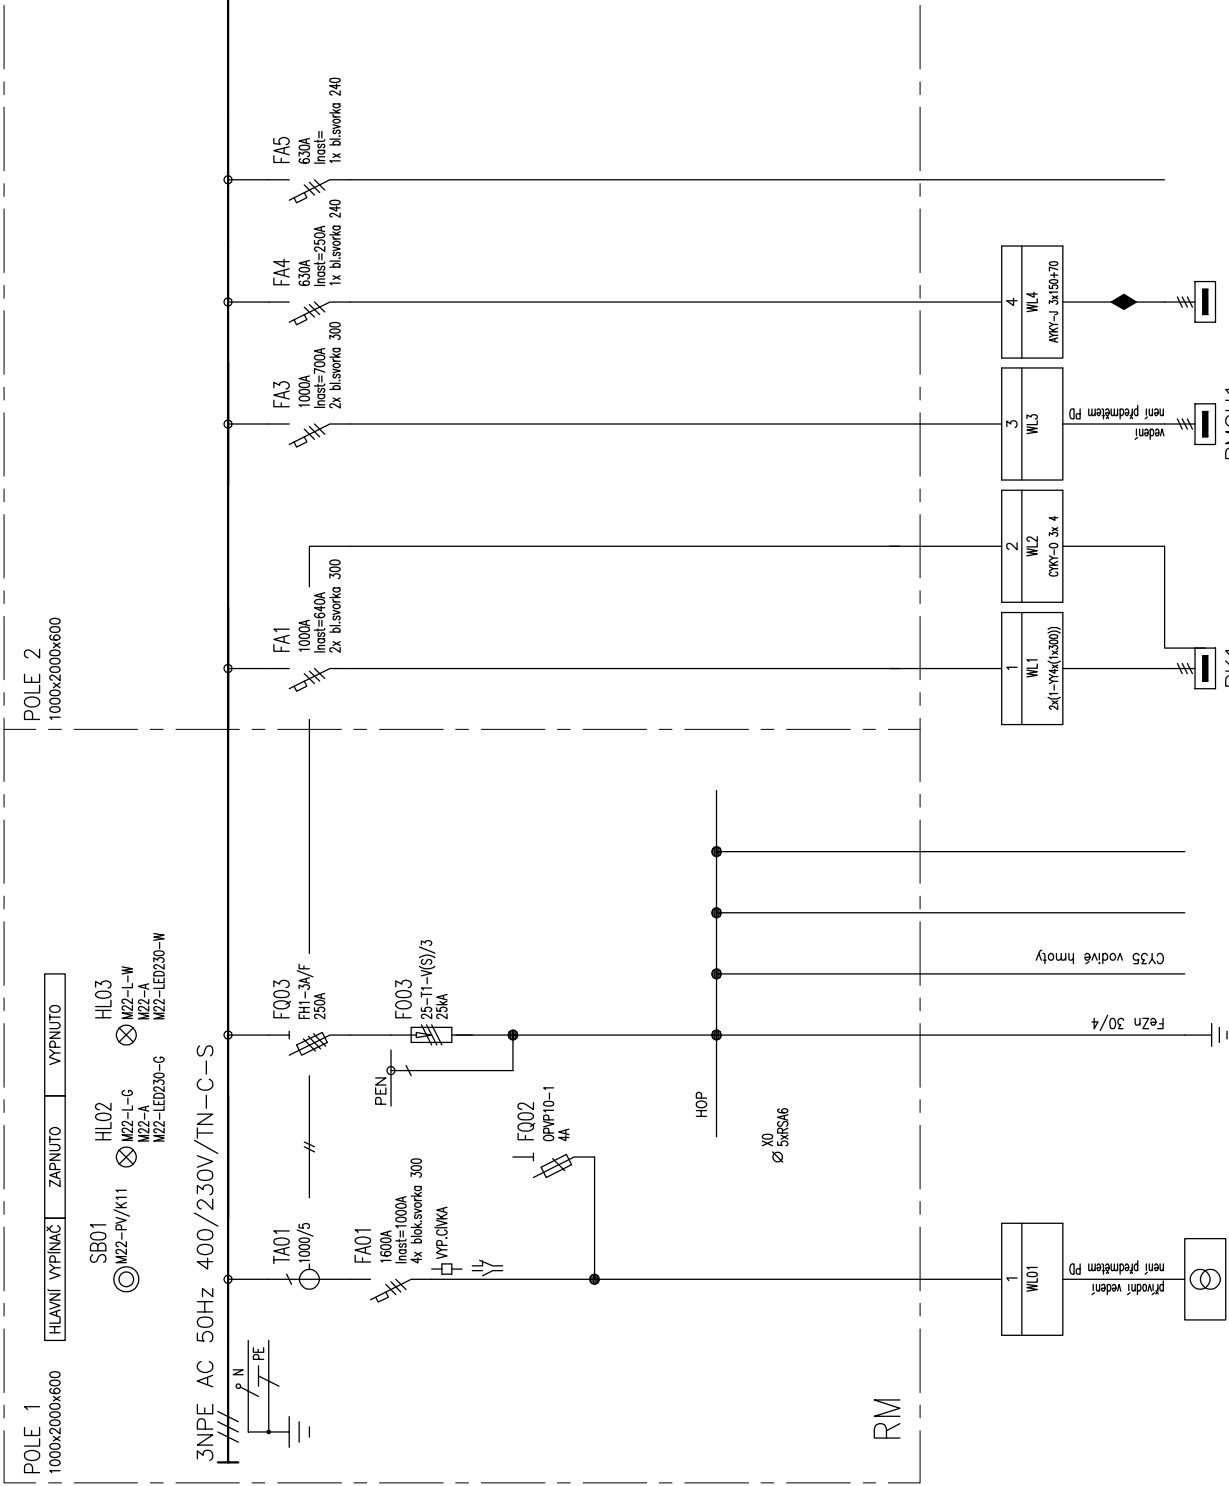 POLE 1
1000x2000x600
HLAVNÍ VYPÍNAČ
ZAPNUTO
VYPNUTO
SB01
M22-PV/K11
HL02
M22-L-G
M22-A
M22-LED230-G
HL03
M22-L-W
M22-A
M22-LED230-W
POLE 2
1000x2000x600
3NPE AC 50Hz 400/230V/TN-C-S
N
PE
TA01
1000/5
FA01
1600A
Inast=1000A
4x blok.svorka 300
VYP.CÍVKA
FQ02
OPVP10-1
4A
FQ03
FH1-3A/F
250A
FO03
25-T1-V(S)/3
25kA
PEN
HOP
X0
5xRSA6
FA1
1000A
Inast=640A
2x bl.svorka 300
FA3
1000A
Inast=700A
2x bl.svorka 300
FA4
630A
Inast=250A
1x bl.svorka 240
FA5
630A
Inast=
1x bl.svorka 240
RM
1
WL01
přívodní vedení
není předmětem PD
FeZn 30/4
CY35 vodivé hmoty
1
WL1
2x(1-YY4x(1x300))
2
WL2
CYKY-O 3x 4
3
WL3
vedení
není předmětem PD
4
WL4
AYKY-J 3x150+70